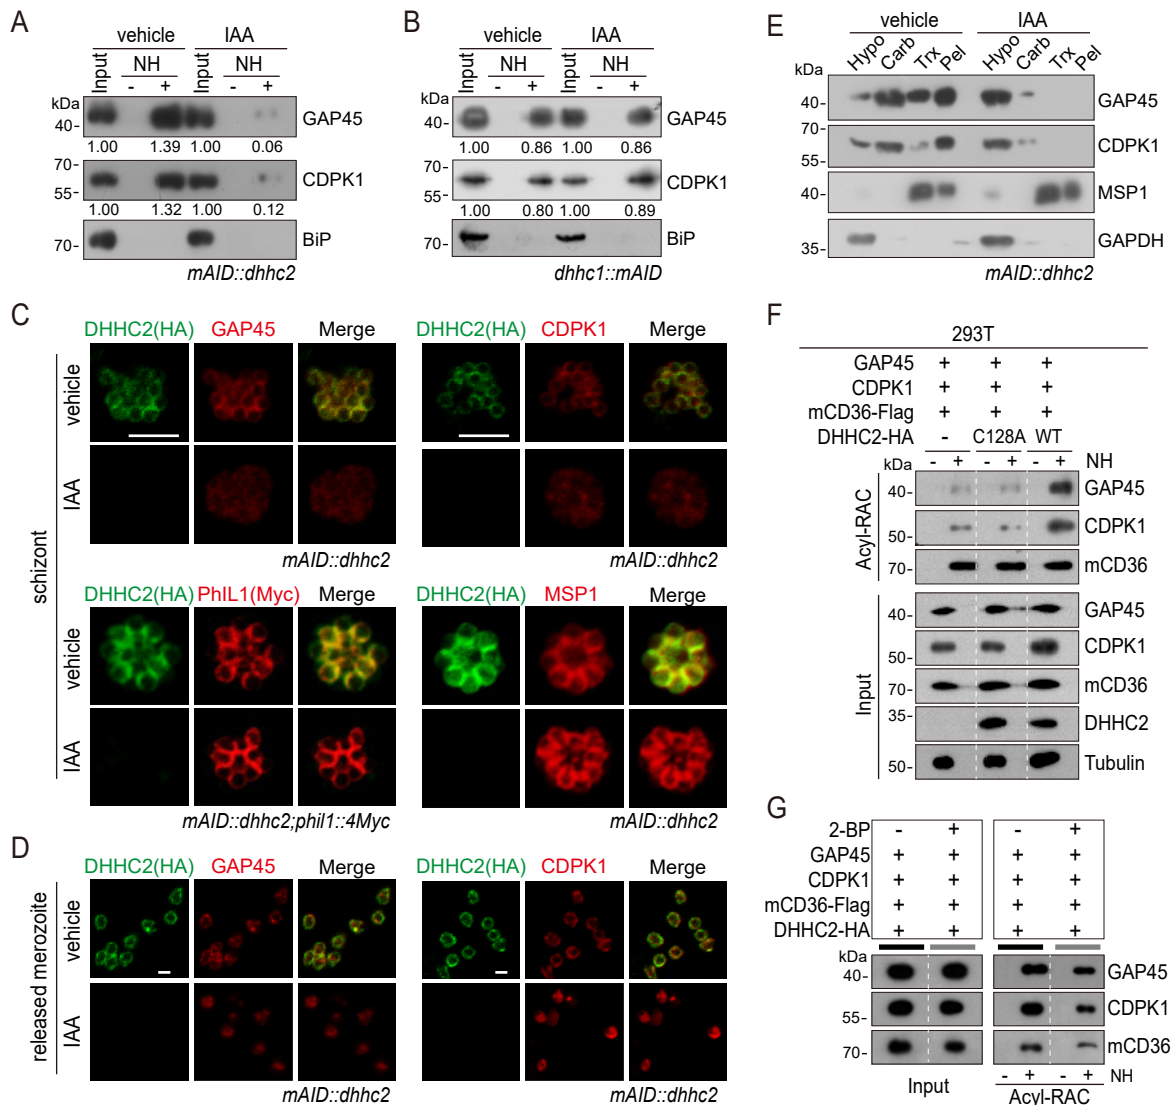 A
vehicle IAA
Input NH Input NH
- + - +
kDa
40- GAP45
1.00 1.39 1.00 0.06
70-
55- CDPK1
1.00 1.32 1.00 0.12
70- BiP
mAID::dhhc2
B
vehicle IAA
Input NH Input NH
- + - +
kDa
40- GAP45
1.00 0.86 1.00 0.86
70-
55- CDPK1
1.00 0.80 1.00 0.89
70- BiP
dhhc1::mAID
E
vehicle IAA
Hypo Carb Trx Pel Hypo Carb Trx Pel
kDa
40- GAP45
70-
55- CDPK1
40- MSP1
35- GAPDH
mAID::dhhc2
C
schizont
DHHC2(HA) GAP45 Merge
vehicle
IAA
mAID::dhhc2
DHHC2(HA) CDPK1 Merge
mAID::dhhc2
DHHC2(HA) PhIL1(Myc) Merge
vehicle
IAA
mAID::dhhc2;phil1::4Myc
DHHC2(HA) MSP1 Merge
mAID::dhhc2
D
released merozoite
DHHC2(HA) GAP45 Merge
vehicle
IAA
mAID::dhhc2
DHHC2(HA) CDPK1 Merge
mAID::dhhc2
F
293T
GAP45 + + +
CDPK1 + + +
mCD36-Flag + + +
DHHC2-HA - C128A WT
kDa - + - + - + NH
Acyl-RAC
40- GAP45
50- CDPK1
70- mCD36
Input
40- GAP45
50- CDPK1
70- mCD36
35- DHHC2
50- Tubulin
G
2-BP - + - +
GAP45 + + + +
CDPK1 + + + +
mCD36-Flag + + + +
DHHC2-HA + + + +
kDa
40- GAP45
55- CDPK1
70- mCD36
- + - + NH
Input Acyl-RAC